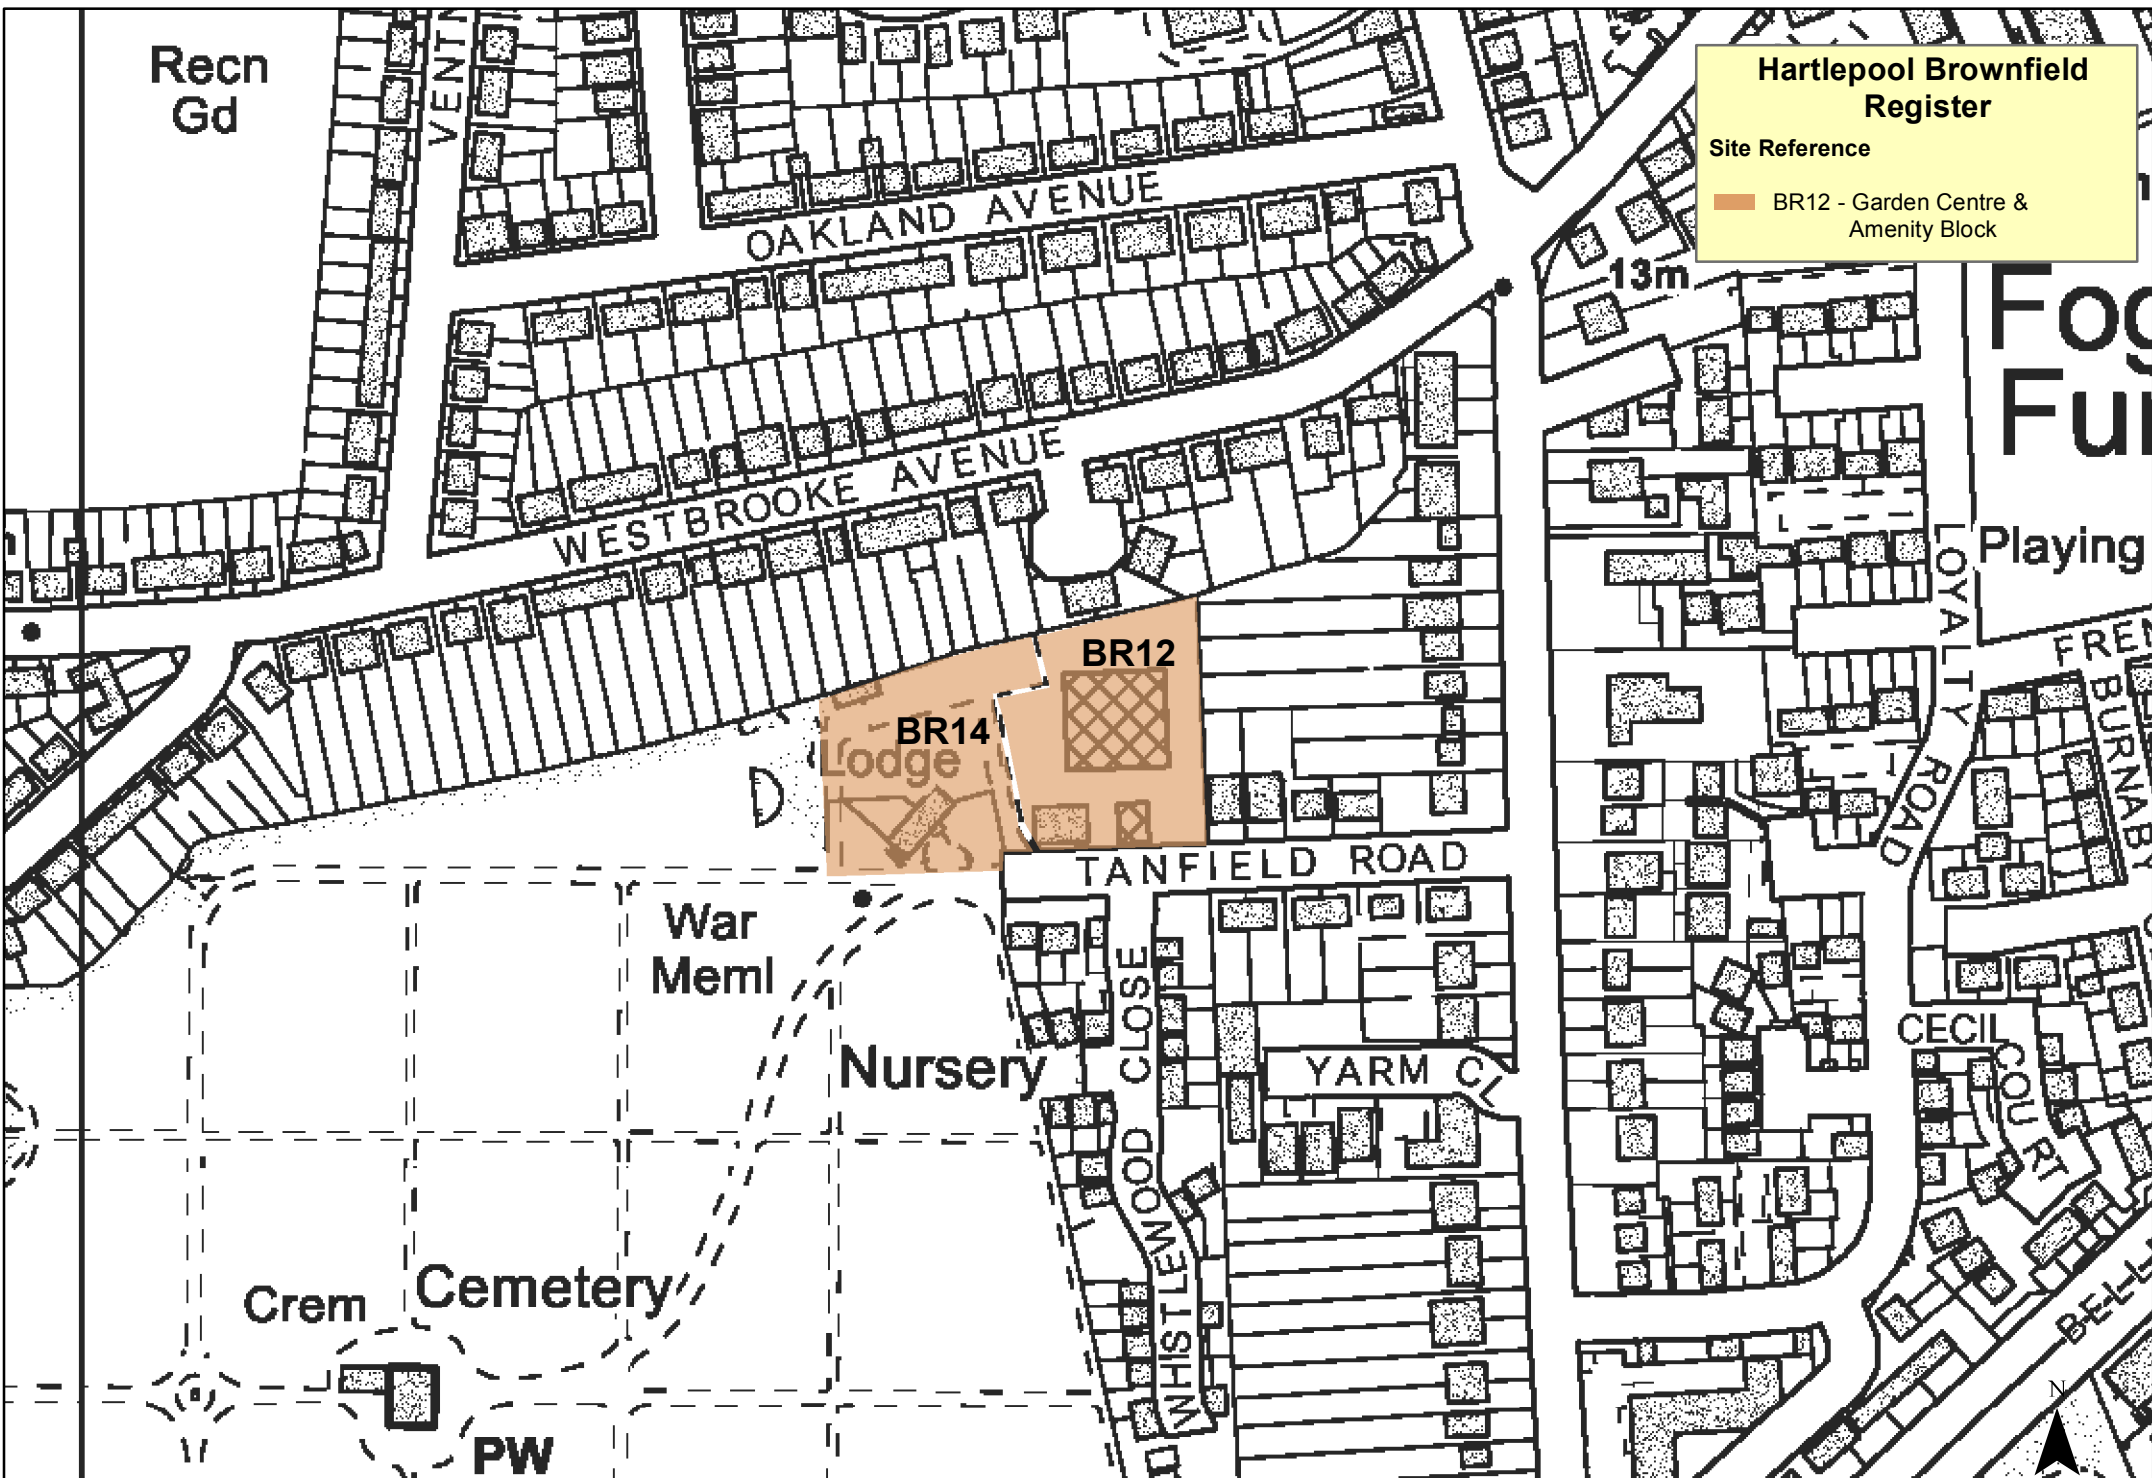 Recn
Gd
Hartlepool Brownfield
Register
Site Reference
BR12 - Garden Centre &
Amenity Block
OAKLAND AVENUE
13m
WESTBROOKE AVENUE
LOYALTY ROAD
Playing
BR12
BR14
Lodge
TANFIELD ROAD
War
Meml
Nursery
WHISTLEWOOD CLOSE
YARM CL
CECIL
COURT
Cemetery
Crem
PW
N